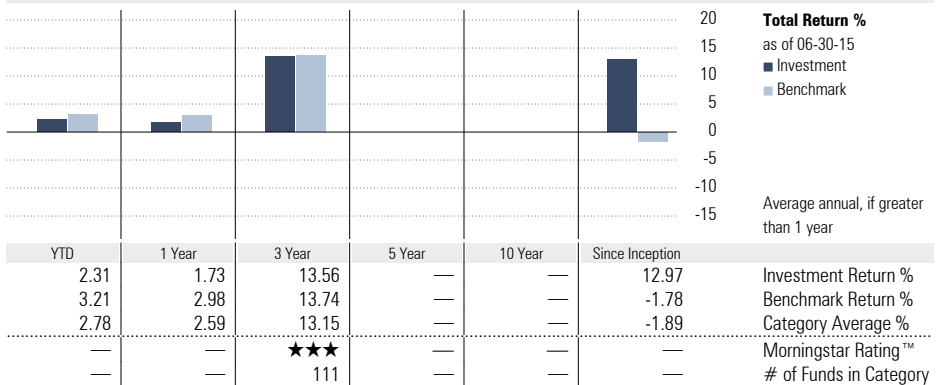 20
15
10
5
0
-5
-10
-15
Total Return %
as of 06-30-15
Investment
Benchmark
Average annual, if greater
than 1 year
YTD 1 Year 3 Year 5 Year 10 Year Since Inception
2.31 1.73 13.56 — — 12.97 Investment Return %
3.21 2.98 13.74 — — -1.78 Benchmark Return %
2.78 2.59 13.15 — — -1.89 Category Average %
— — ★★★ — — — Morningstar Rating™
— — 111 — — — # of Funds in Category